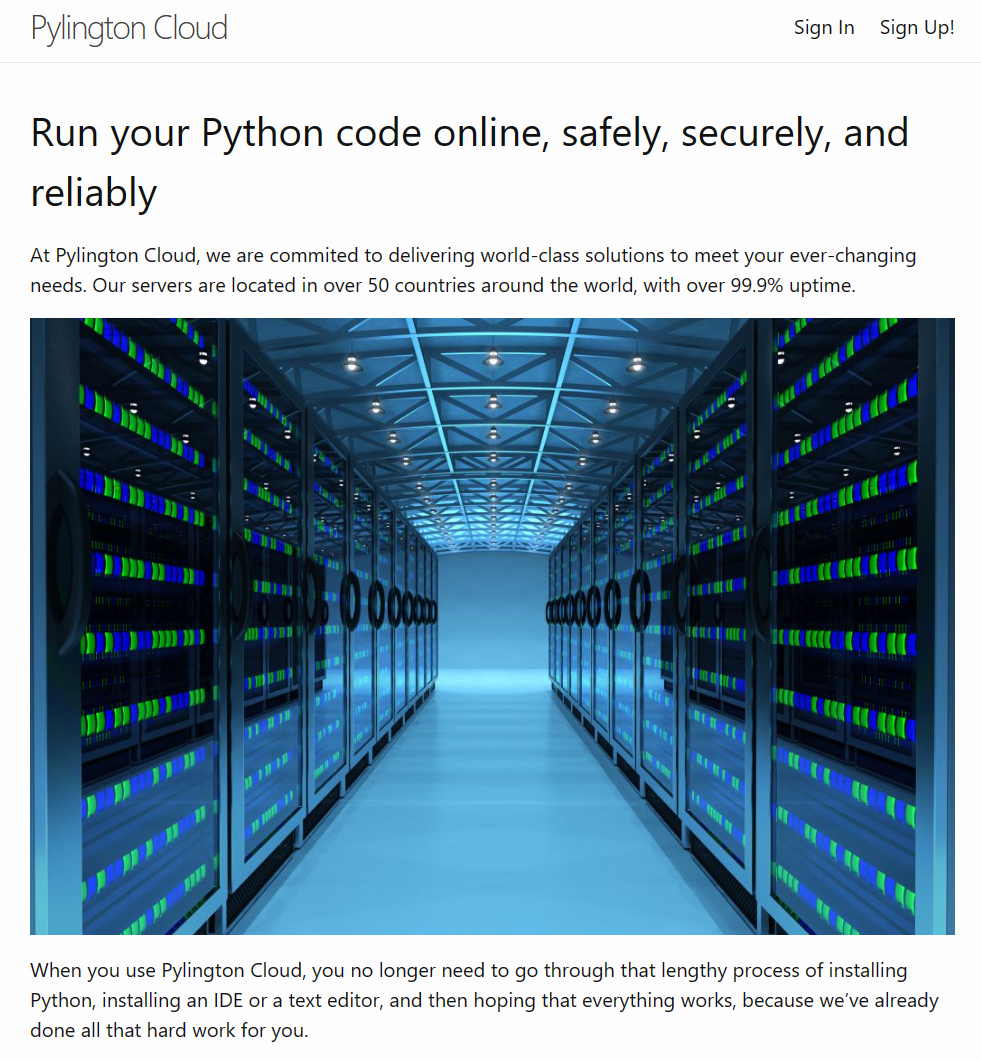 Pylington Cloud
Sign In Sign Up!
Run your Python code online, safely, securely, and
reliably
At Pylington Cloud, we are commited to delivering world-class solutions to meet your ever-changing
needs. Our servers are located in over 50 countries around the world, with over 99.9% uptime.
When you use Pylington Cloud, you no longer need to go through that lengthy process of installing
Python, installing an IDE or a text editor, and then hoping that everything works, because we’ve already
done all that hard work for you.